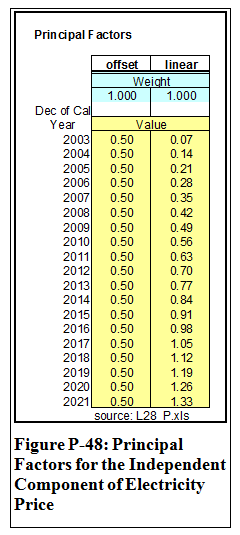 Principal Factors
offset linear
Weight
1.000 1.000
Dec of Cal
Year Value
2003 0.50 0.07
2004 0.50 0.14
2005 0.50 0.21
2006 0.50 0.28
2007 0.50 0.35
2008 0.50 0.42
2009 0.50 0.49
2010 0.50 0.56
2011 0.50 0.63
2012 0.50 0.70
2013 0.50 0.77
2014 0.50 0.84
2015 0.50 0.91
2016 0.50 0.98
2017 0.50 1.05
2018 0.50 1.12
2019 0.50 1.19
2020 0.50 1.26
2021 0.50 1.33
source: L28 P.xls
Figure P-48: Principal
Factors for the Independent
Component of Electricity
Price